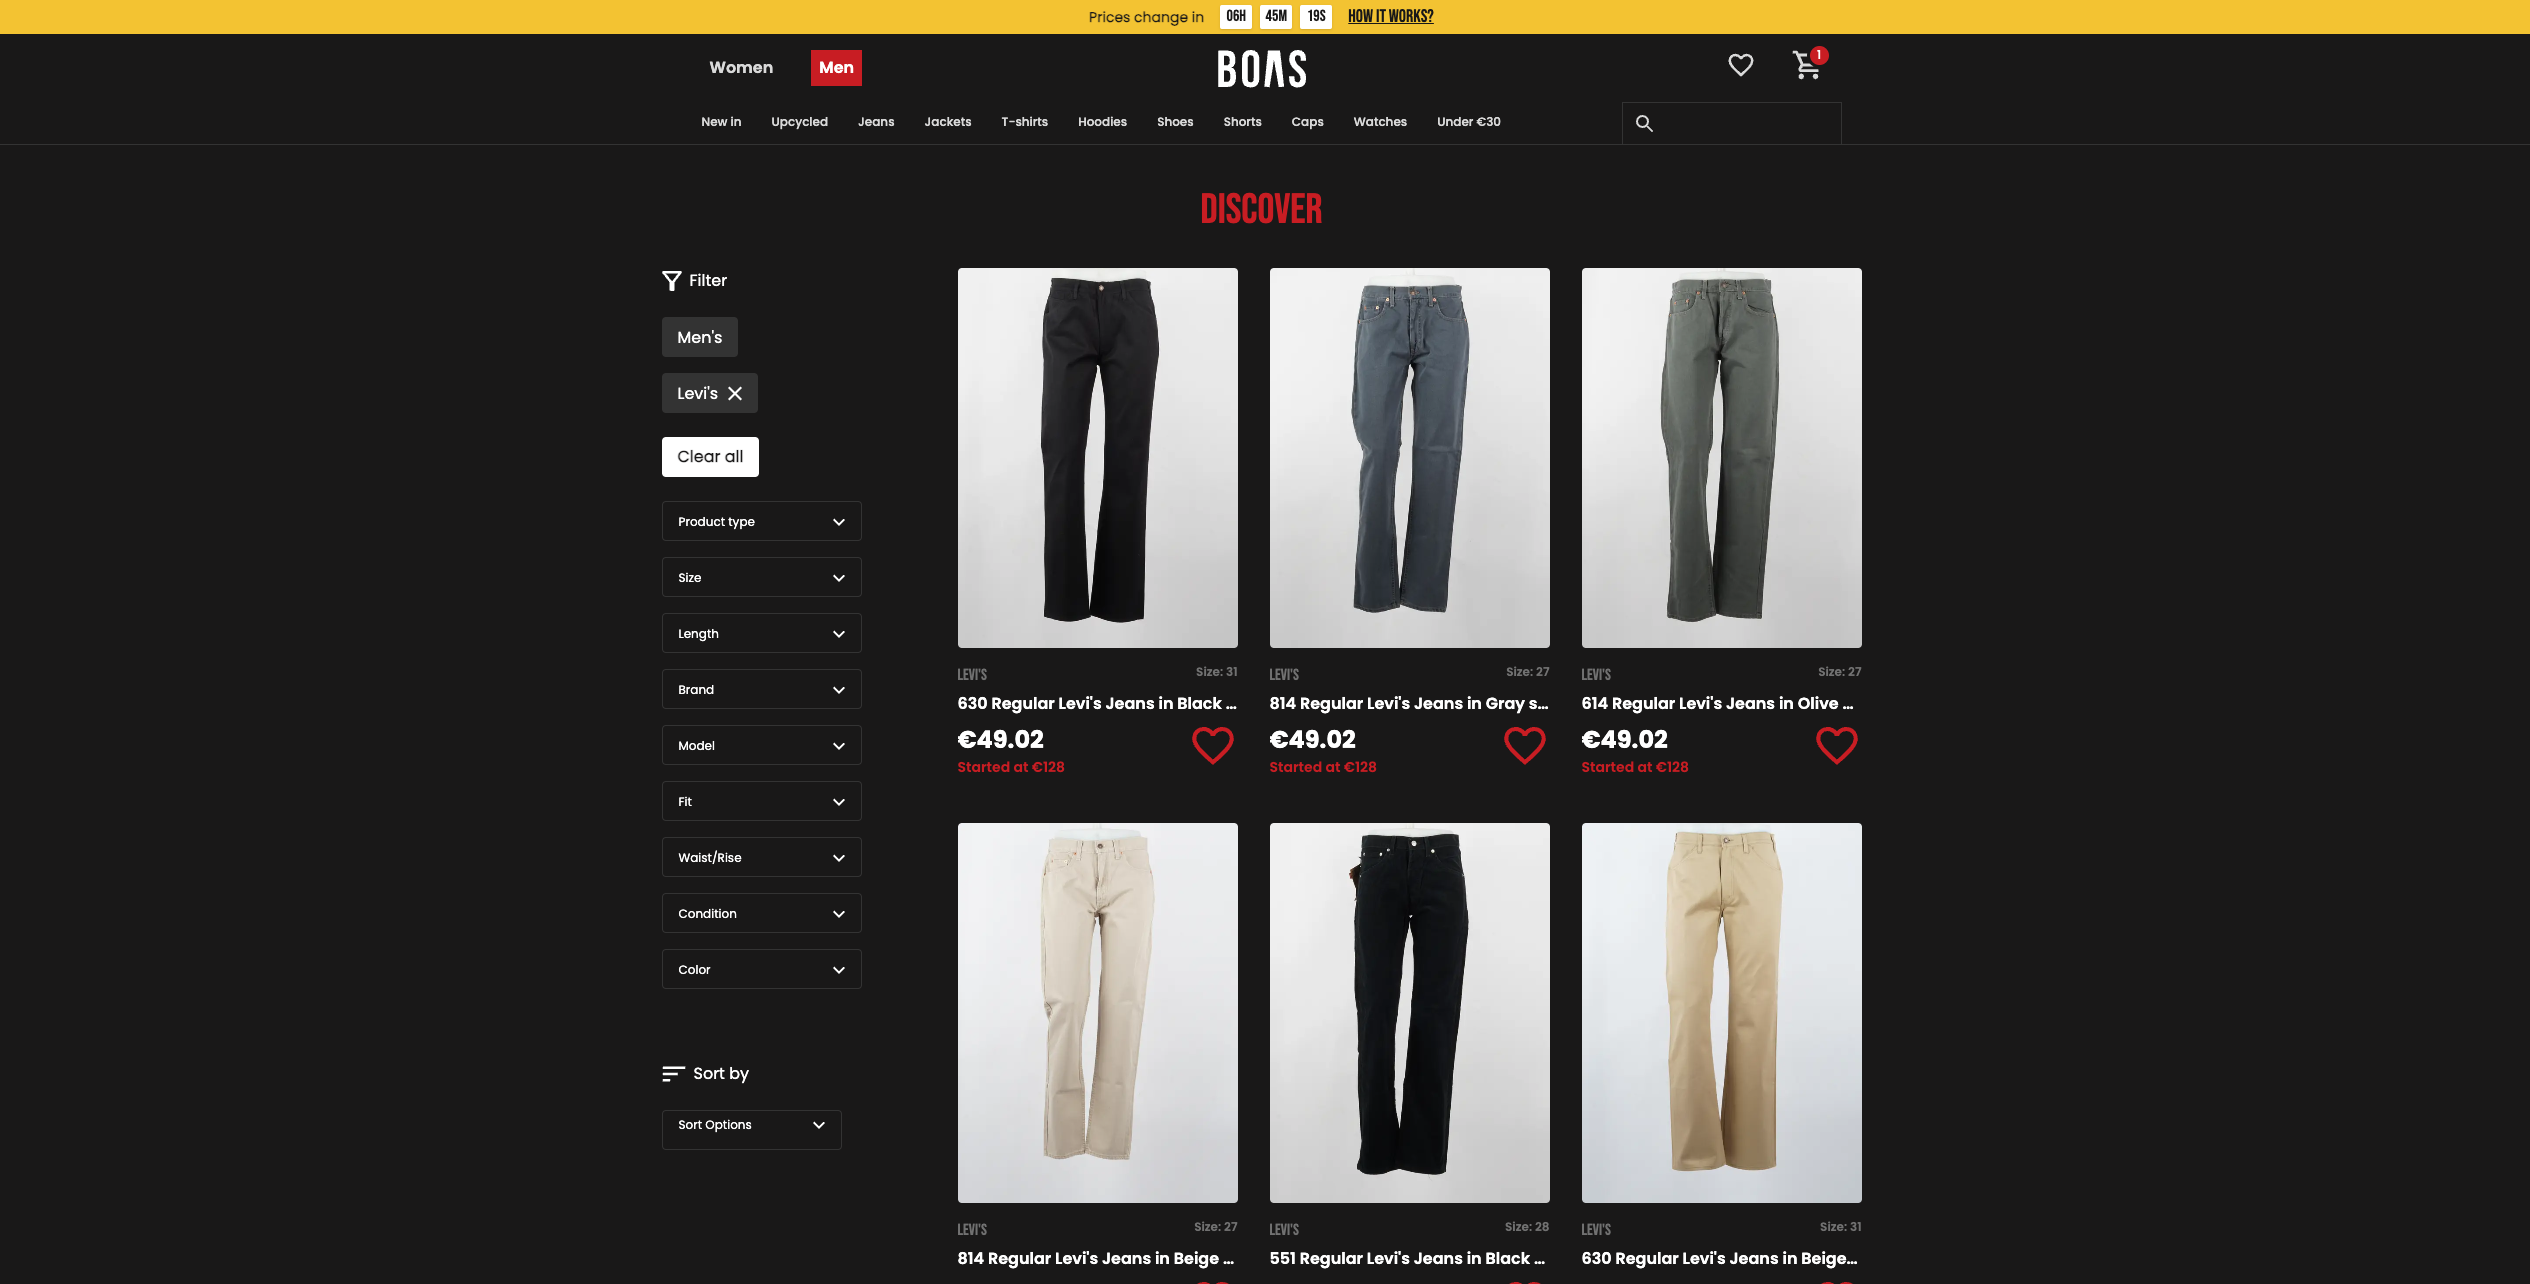 Prices change in 06H 45M 19S HOW IT WORKS?
Women Men BOAS 1
New in Upcycled Jeans Jackets T-shirts Hoodies Shoes Shorts Caps Watches Under €30
DISCOVER
Filter
Men's
Levi's
Clear all
Product type
Size
Length
Brand
Model
Fit
Waist/Rise
Condition
Color
Sort by
Sort Options
LEVI'S Size: 31
630 Regular Levi's Jeans in Black ...
€49.02
Started at €128
LEVI'S Size: 27
814 Regular Levi's Jeans in Gray s...
€49.02
Started at €128
LEVI'S Size: 27
614 Regular Levi's Jeans in Olive ...
€49.02
Started at €128
LEVI'S Size: 27
814 Regular Levi's Jeans in Beige ...
LEVI'S Size: 28
551 Regular Levi's Jeans in Black ...
LEVI'S Size: 31
630 Regular Levi's Jeans in Beige...